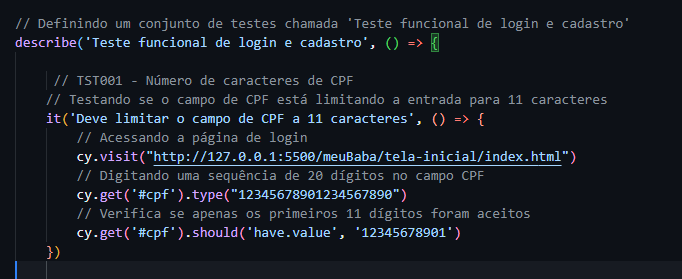 // Definindo um conjunto de testes chamada 'Teste funcional de login e cadastro'
describe('Teste funcional de login e cadastro', () => {
// TST001 - Número de caracteres de CPF
// Testando se o campo de CPF está limitando a entrada para 11 caracteres
it('Deve limitar o campo de CPF a 11 caracteres', () => {
// Acessando a página de login
cy.visit("http://127.0.0.1:5500/meuBaba/tela-inicial/index.html")
// Digitando uma sequência de 20 dígitos no campo CPF
cy.get('#cpf').type("12345678901234567890")
// Verifica se apenas os primeiros 11 dígitos foram aceitos
cy.get('#cpf').should('have.value', '12345678901')
})